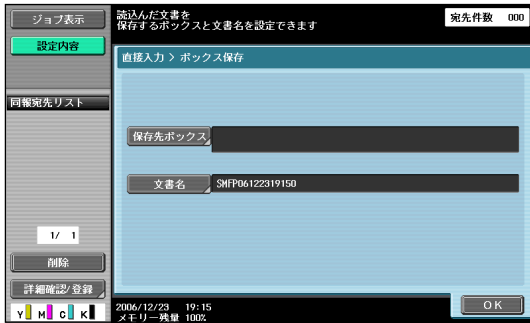 ジョブ表示
設定内容
読込んだ文書を
保存するボックスと文書名を設定できます
宛先件数 000
直接入力 > ボックス保存
同報宛先リスト
保存先ボックス
文書名 SMFP06122319150
1/ 1
削除
詳細確認/登録
Y M C K
2006/12/23 19:15
メモリー残量 100%
OK